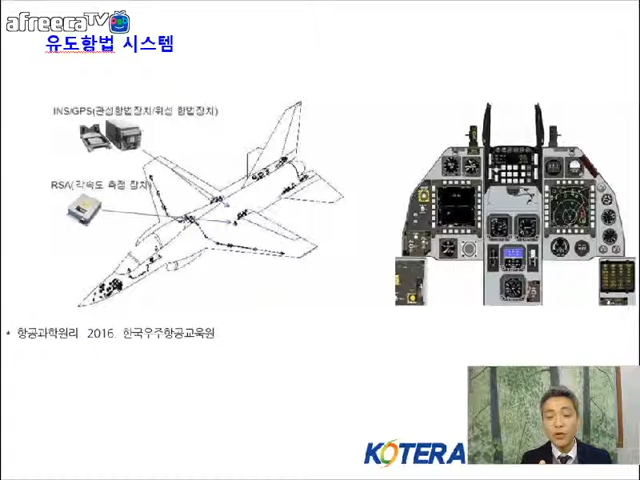 afreecaTV
유도항법 시스템
INS/GPS(관성항법장치/위성 항법장치)
RSA(각속도 측정 장치)
* 항공과학원리 2016. 한국우주항공교육원
KOTERA